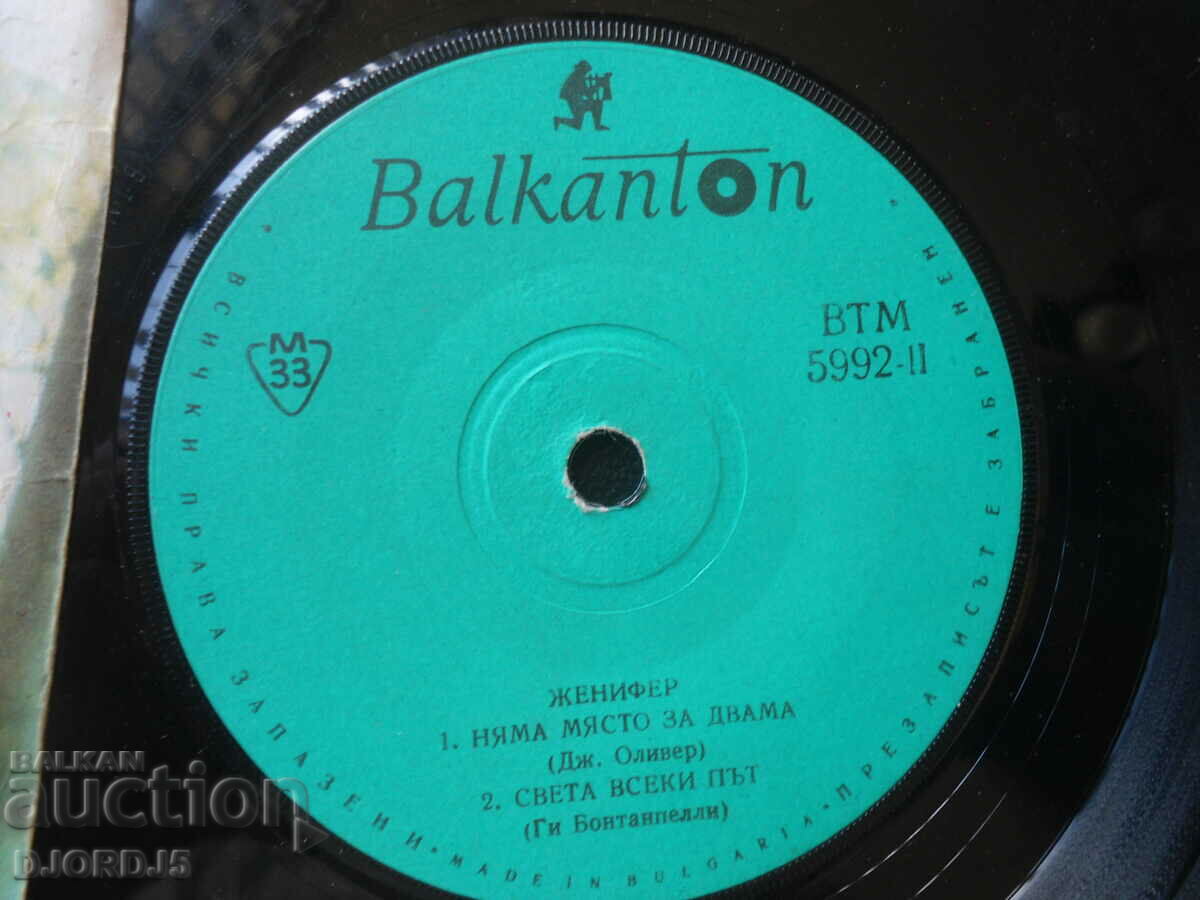 Balkanton
ВТМ
5992-II
М
33
ЖЕНИФЕР
1. НЯМА МЯСТО ЗА ДВАМА
(Дж. Оливер)
2. СВЕТА ВСЕКИ ПЪТ
(Ги Бонтанпелли)
• ВСИЧКИ ПРАВА ЗАПАЗЕНИ • MADE IN BULGARIA • ПРЕЗАПИСЪТ Е ЗАБРАНЕН •
BALKAN
auction
DJORDJ5